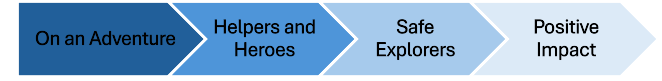 On an Adventure
Helpers and
Heroes
Safe
Explorers
Positive
Impact